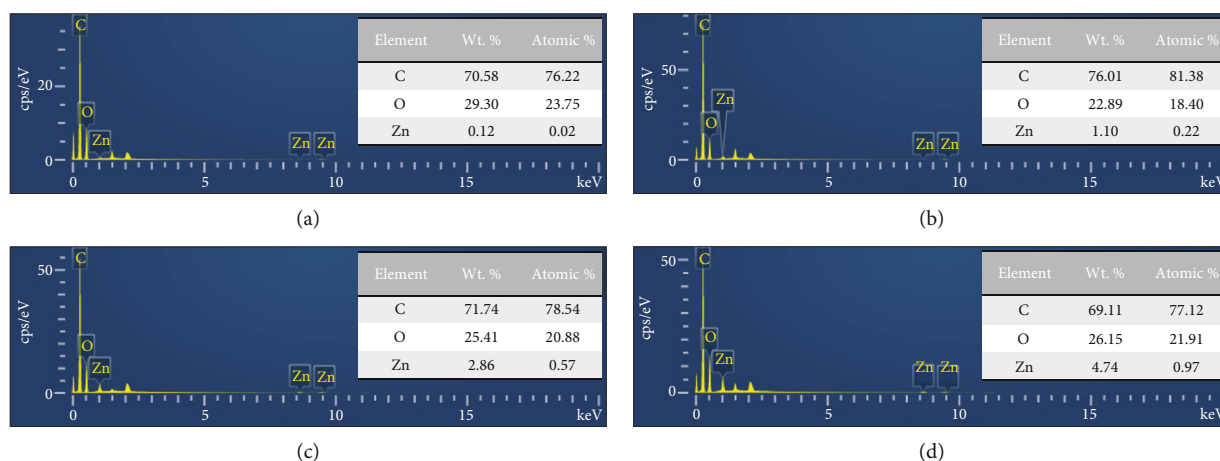 cps/eV
20
0
C
O
Zn
Zn Zn
0 5 10 15 keV
Element Wt. % Atomic %
C 70.58 76.22
O 29.30 23.75
Zn 0.12 0.02
(a)
cps/eV
50
0
C
O
Zn
Zn Zn
0 5 10 15 keV
Element Wt. % Atomic %
C 76.01 81.38
O 22.89 18.40
Zn 1.10 0.22
(b)
cps/eV
50
0
C
O
Zn
Zn Zn
0 5 10 15 keV
Element Wt. % Atomic %
C 71.74 78.54
O 25.41 20.88
Zn 2.86 0.57
(c)
cps/eV
50
0
C
O
Zn
Zn Zn
0 5 10 15 keV
Element Wt. % Atomic %
C 69.11 77.12
O 26.15 21.91
Zn 4.74 0.97
(d)